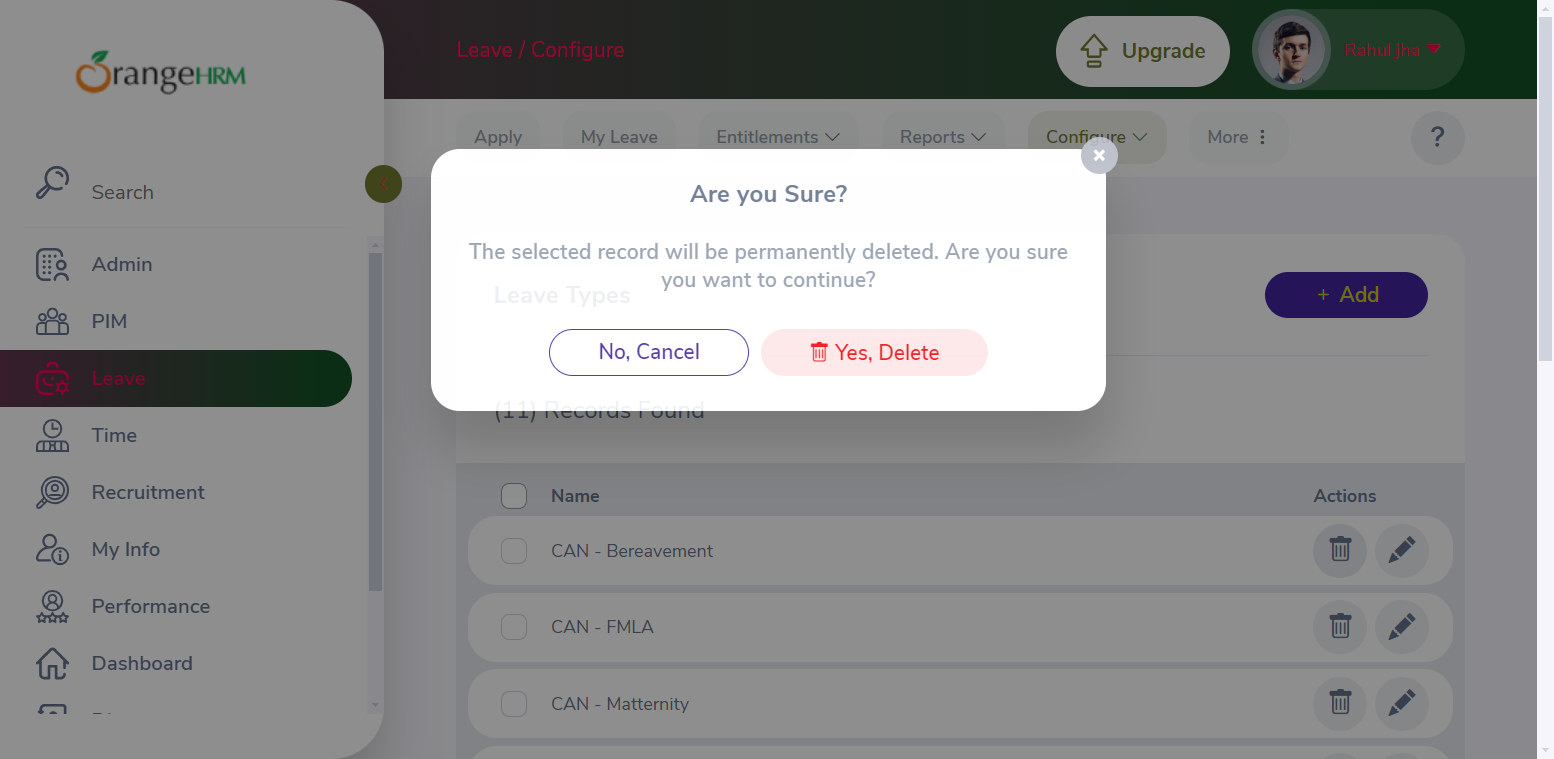 OrangeHRM
Leave / Configure
Upgrade
Rahul Jha
Search
Admin
PIM
Leave
Time
Recruitment
My Info
Performance
Dashboard
Apply
My Leave
Entitlements
Reports
Configure
More
?
Are you Sure?
The selected record will be permanently deleted. Are you sure
you want to continue?
No, Cancel
Yes, Delete
Leave Types
+ Add
(11) Records Found
Name
Actions
CAN - Bereavement
CAN - FMLA
CAN - Matternity